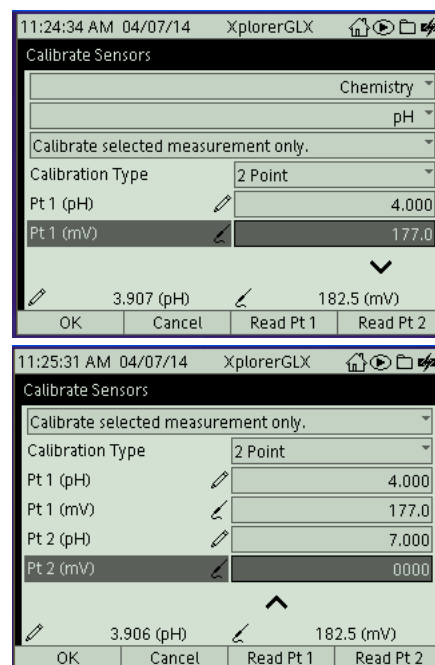 11:24:34 AM 04/07/14 XplorerGLX
Calibrate Sensors
Chemistry
pH
Calibrate selected measurement only.
Calibration Type 2 Point
Pt 1 (pH) 4.000
Pt 1 (mV) 177.0
3.907 (pH) 182.5 (mV)
OK Cancel Read Pt 1 Read Pt 2
11:25:31 AM 04/07/14 XplorerGLX
Calibrate Sensors
Calibrate selected measurement only.
Calibration Type 2 Point
Pt 1 (pH) 4.000
Pt 1 (mV) 177.0
Pt 2 (pH) 7.000
Pt 2 (mV) 0000
3.906 (pH) 182.5 (mV)
OK Cancel Read Pt 1 Read Pt 2